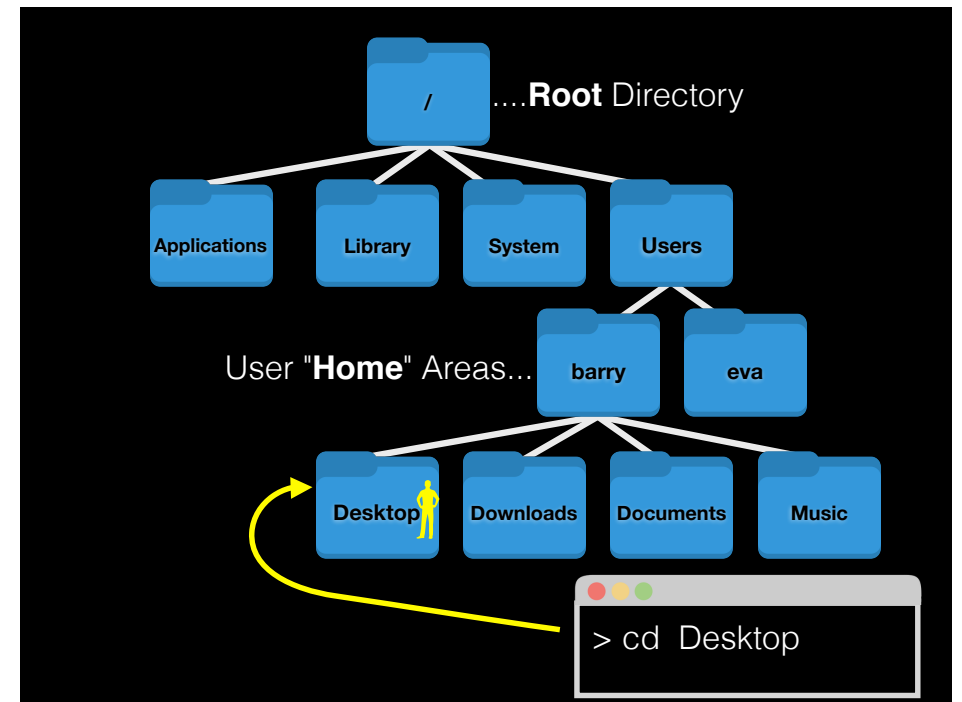 / ....Root Directory
Applications Library System Users
User "Home" Areas... barry eva
Desktop Downloads Documents Music
> cd  Desktop